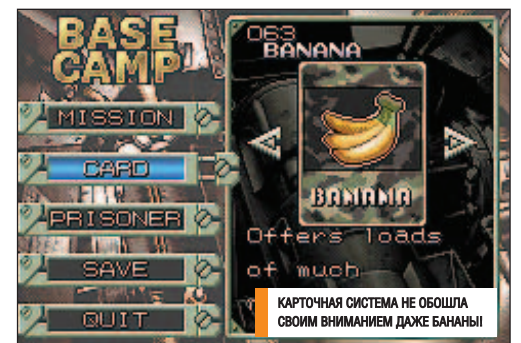 BASE
CAMP
MISSION
CARD
PRISONER
SAVE
QUIT
063
BANANA
BANANA
Offers loads
of much
КАРТОЧНАЯ СИСТЕМА НЕ ОБОШЛА
СВОИМ ВНИМАНИЕМ ДАЖЕ БАНАНЫ!